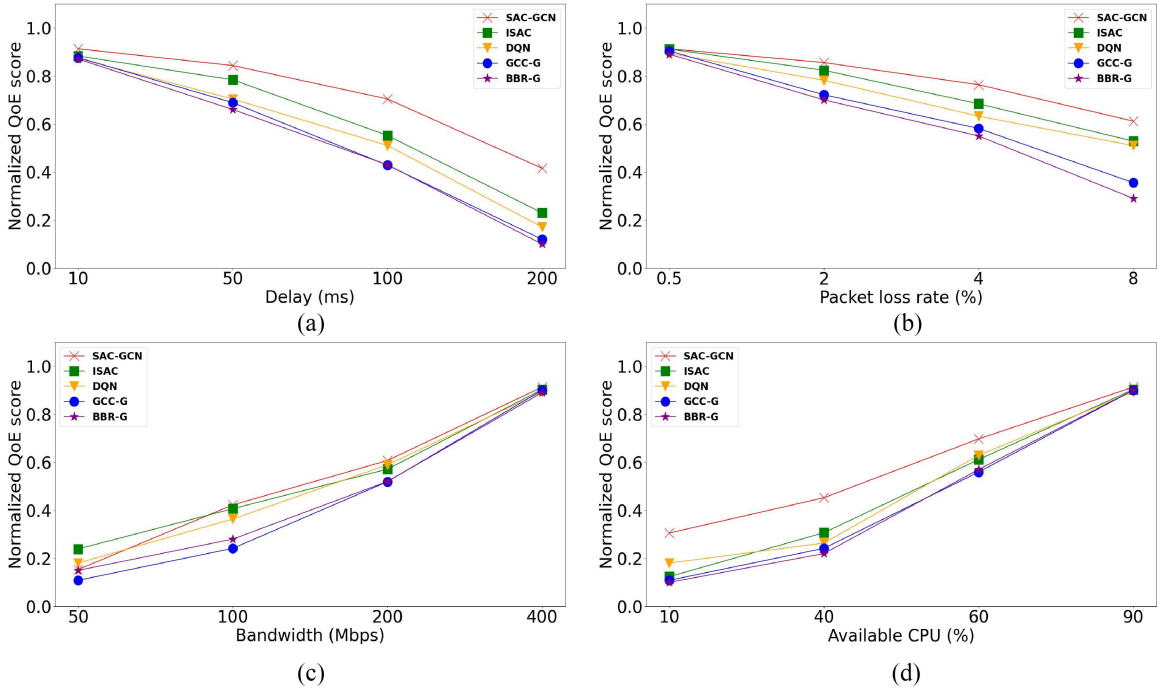 1.0
0.8
0.6
0.4
0.2
0.0
Normalized QoE score
SAC-GCN
ISAC
DQN
GCC-G
BBR-G
10 50 100 200
Delay (ms)
(a)
1.0
0.8
0.6
0.4
0.2
0.0
Normalized QoE score
SAC-GCN
ISAC
DQN
GCC-G
BBR-G
0.5 2 4 8
Packet loss rate (%)
(b)
1.0
0.8
0.6
0.4
0.2
0.0
Normalized QoE score
SAC-GCN
ISAC
DQN
GCC-G
BBR-G
50 100 200 400
Bandwidth (Mbps)
(c)
1.0
0.8
0.6
0.4
0.2
0.0
Normalized QoE score
SAC-GCN
ISAC
DQN
GCC-G
BBR-G
10 40 60 90
Available CPU (%)
(d)